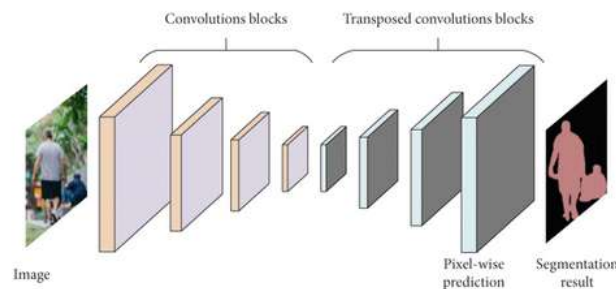 Convolutions blocks
Transposed convolutions blocks
Image
Pixel-wise
prediction
Segmentation
result